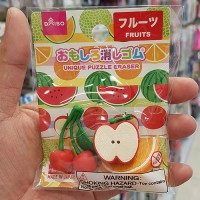 DAISO
フルーツ
FRUITS
おもしろ消しゴム
UNIQUE PUZZLE ERASER
WARNING:
CHOKING HAZARD